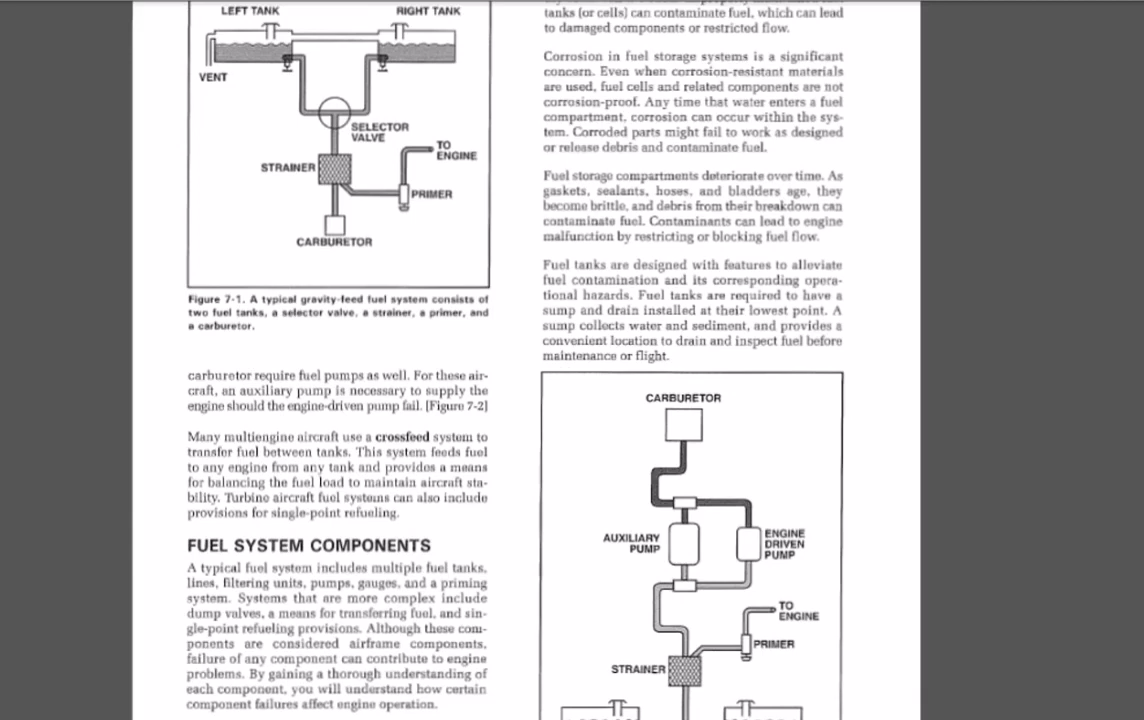 LEFT TANK
RIGHT TANK
VENT
SELECTOR
VALVE
TO
ENGINE
STRAINER
PRIMER
CARBURETOR
Figure 7-1. A typical gravity-feed fuel system consists of
two fuel tanks, a selector valve, a strainer, a primer, and
a carburetor.
carburetor require fuel pumps as well. For these air-
craft, an auxiliary pump is necessary to supply the
engine should the engine-driven pump fail. [Figure 7-2]
Many multiengine aircraft use a crossfeed system to
transfer fuel between tanks. This system feeds fuel
to any engine from any tank and provides a means
for balancing the fuel load to maintain aircraft sta-
bility. Turbine aircraft fuel systems can also include
provisions for single-point refueling.
FUEL SYSTEM COMPONENTS
A typical fuel system includes multiple fuel tanks,
lines, filtering units, pumps, gauges, and a priming
system. Systems that are more complex include
dump valves, a means for transferring fuel, and sin-
gle-point refueling provisions. Although these com-
ponents are considered airframe components,
failure of any component can contribute to engine
problems. By gaining a thorough understanding of
each component, you will understand how certain
component failures affect engine operation.
tanks (or cells) can contaminate fuel, which can lead
to damaged components or restricted flow.
Corrosion in fuel storage systems is a significant
concern. Even when corrosion-resistant materials
are used, fuel cells and related components are not
corrosion-proof. Any time that water enters a fuel
compartment, corrosion can occur within the sys-
tem. Corroded parts might fail to work as designed
or release debris and contaminate fuel.
Fuel storage compartments deteriorate over time. As
gaskets, sealants, hoses, and bladders age, they
become brittle, and debris from their breakdown can
contaminate fuel. Contaminants can lead to engine
malfunction by restricting or blocking fuel flow.
Fuel tanks are designed with features to alleviate
fuel contamination and its corresponding opera-
tional hazards. Fuel tanks are required to have a
sump and drain installed at their lowest point. A
sump collects water and sediment, and provides a
convenient location to drain and inspect fuel before
maintenance or flight.
CARBURETOR
AUXILIARY
PUMP
ENGINE
DRIVEN
PUMP
TO
ENGINE
PRIMER
STRAINER